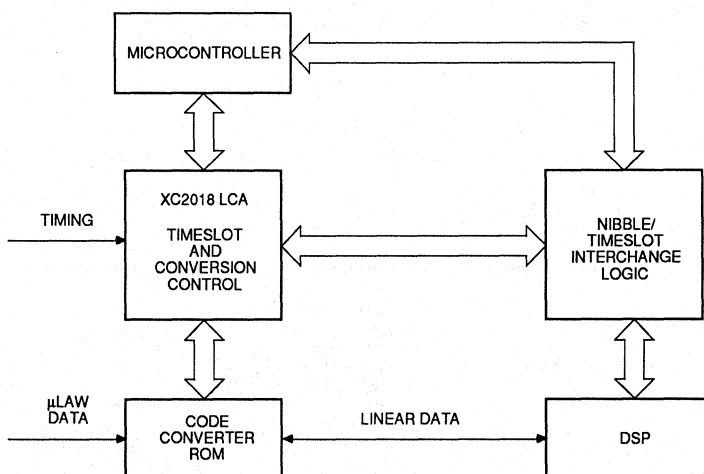 MICROCONTROLLER
XC2018 LCA
TIMESLOT
AND
CONVERSION
CONTROL
TIMING
NIBBLE/
TIMESLOT
INTERCHANGE
LOGIC
µLAW
DATA
CODE
CONVERTER
ROM
LINEAR DATA
DSP